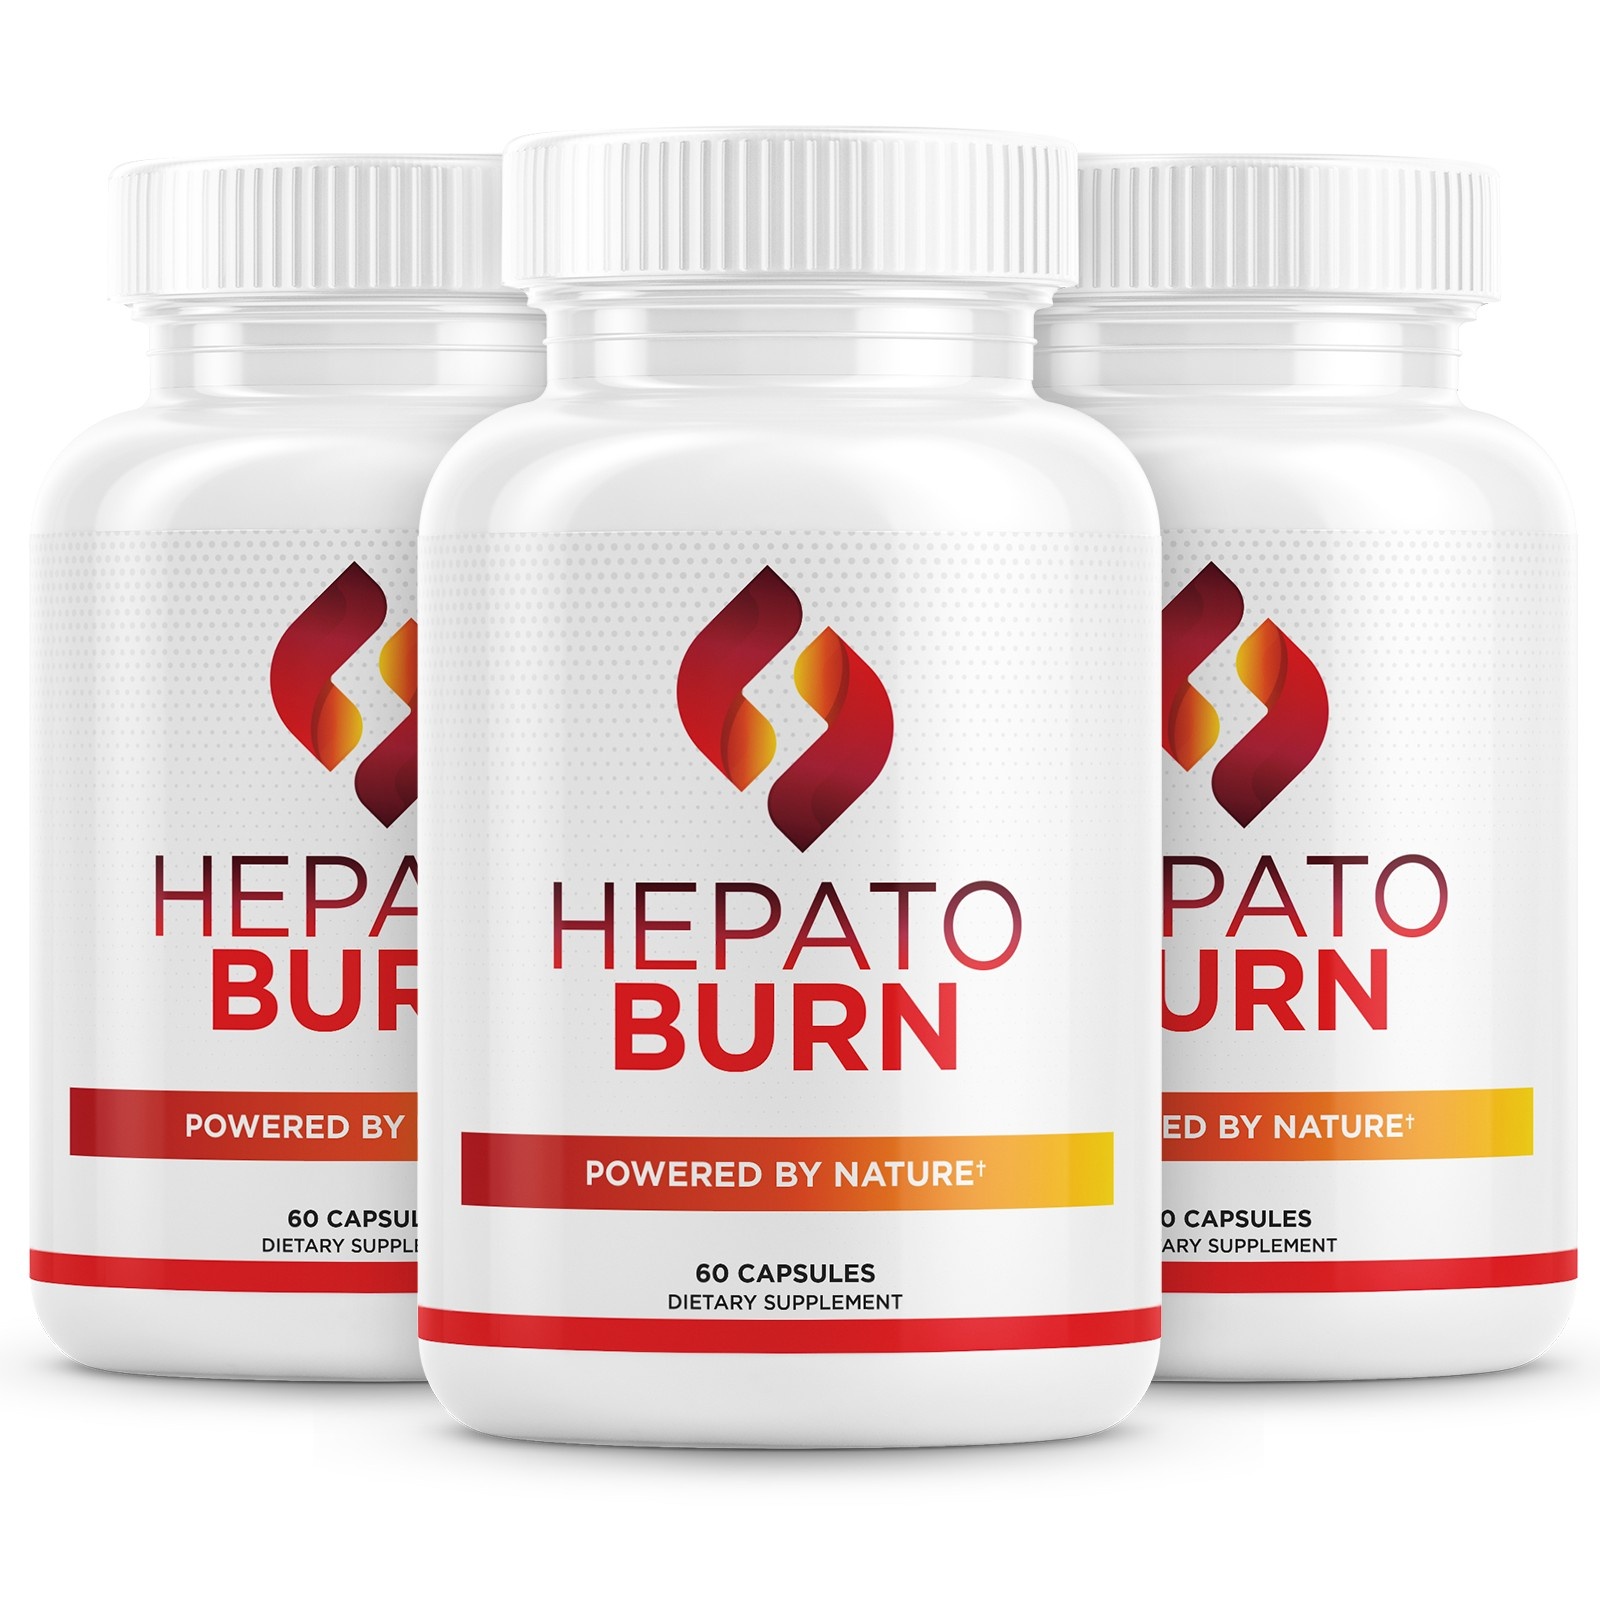 HEPA
BUR
POWERED BY
60 CAPSUL
DIETARY SUPPLE
HEPATO
BURN
POWERED BY NATURE†
60 CAPSULES
DIETARY SUPPLEMENT
PATO
URN
ED BY NATURE†
0 CAPSULES
ARY SUPPLEMENT